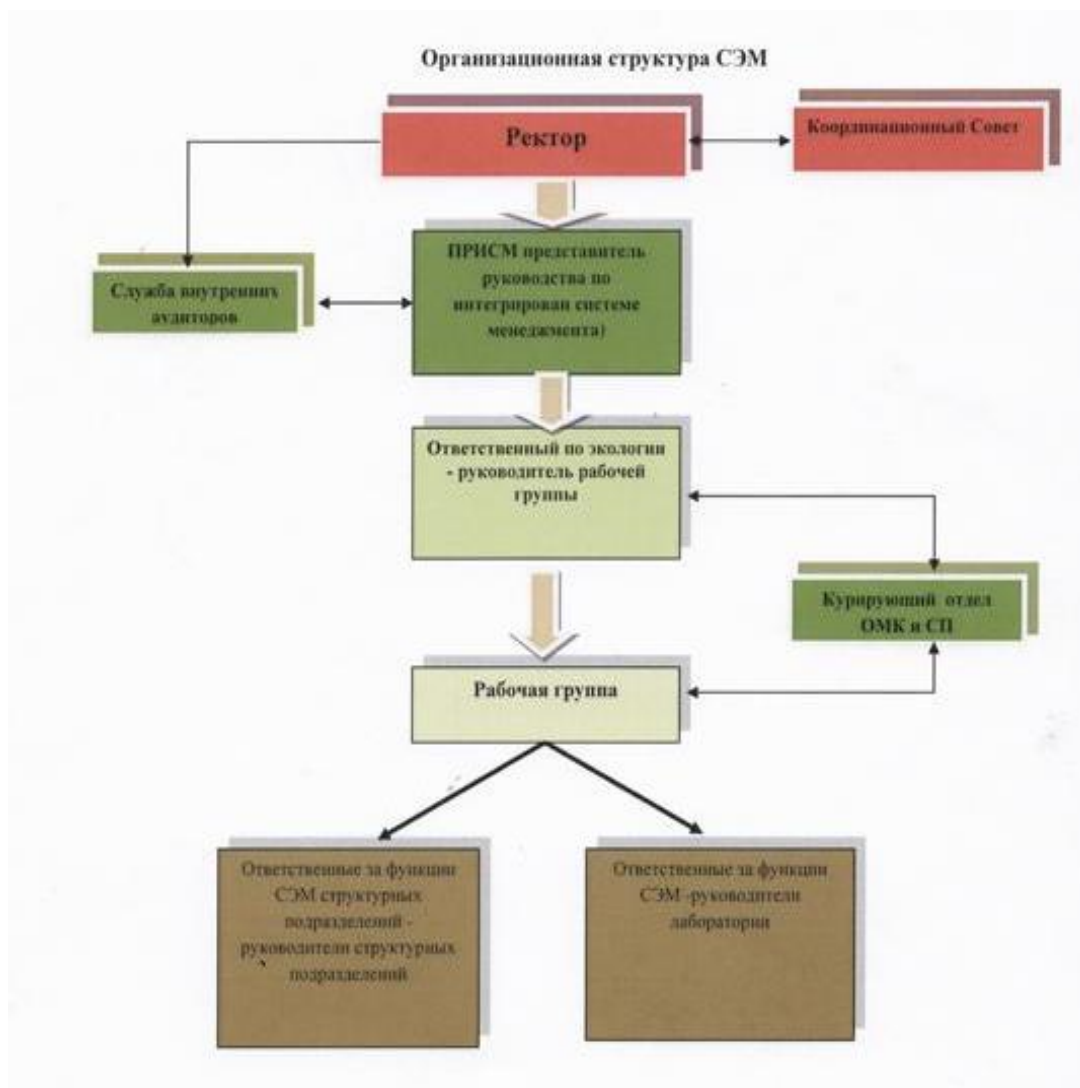 Организационная структура СЭМ
Ректор
Координационный Совет
ПРИСМ представитель
руководства по
интегрирован системе
менеджмента)
Служба внутренних
аудиторов
Ответственный по экологии
- руководитель рабочей
группы
Курирующий отдел
ОМК и СП
Рабочая группа
Ответственные за функции
СЭМ структурных
подразделений -
руководители структурных
подразделений
Ответственные за функции
СЭМ -руководители
лаборатории